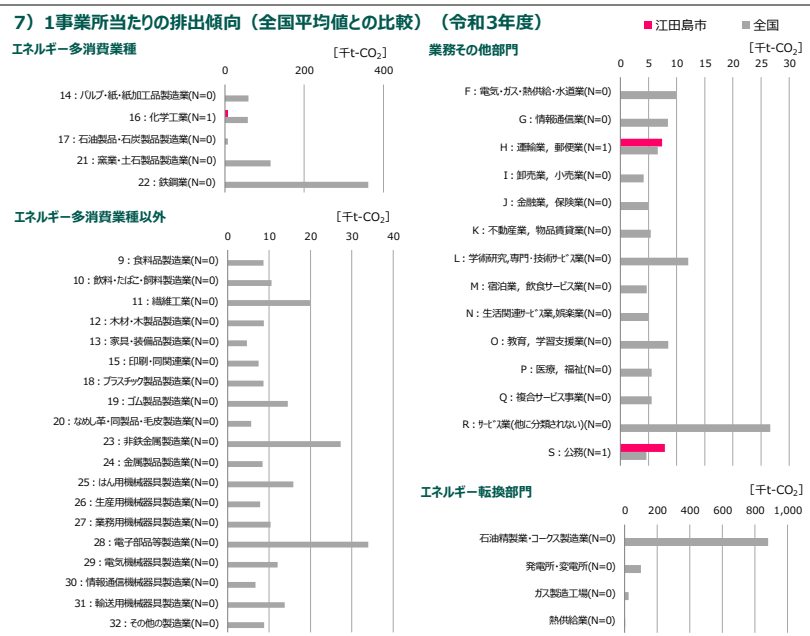 7）1事業所当たりの排出傾向（全国平均値との比較）（令和3年度）
江田島市 全国
エネルギー多消費業種
[千t-CO₂]
0 200 400
14：パルプ・紙・紙加工品製造業(N=0)
16：化学工業(N=1)
17：石油製品・石炭製品製造業(N=0)
21：窯業・土石製品製造業(N=0)
22：鉄鋼業(N=0)
エネルギー多消費業種以外
[千t-CO₂]
0 10 20 30 40
9：食料品製造業(N=0)
10：飲料・たばこ・飼料製造業(N=0)
11：繊維工業(N=0)
12：木材・木製品製造業(N=0)
13：家具・装備品製造業(N=0)
15：印刷・同関連業(N=0)
18：プラスチック製品製造業(N=0)
19：ゴム製品製造業(N=0)
20：なめし革・同製品・毛皮製造業(N=0)
23：非鉄金属製造業(N=0)
24：金属製品製造業(N=0)
25：はん用機械器具製造業(N=0)
26：生産用機械器具製造業(N=0)
27：業務用機械器具製造業(N=0)
28：電子部品等製造業(N=0)
29：電気機械器具製造業(N=0)
30：情報通信機械器具製造業(N=0)
31：輸送用機械器具製造業(N=0)
32：その他の製造業(N=0)
業務その他部門
[千t-CO₂]
0 5 10 15 20 25 30
F：電気・ガス・熱供給・水道業(N=0)
G：情報通信業(N=0)
H：運輸業，郵便業(N=1)
I：卸売業，小売業(N=0)
J：金融業，保険業(N=0)
K：不動産業，物品賃貸業(N=0)
L：学術研究,専門・技術ｻｰﾋﾞｽ業(N=0)
M：宿泊業，飲食サービス業(N=0)
N：生活関連ｻｰﾋﾞｽ業,娯楽業(N=0)
O：教育，学習支援業(N=0)
P：医療，福祉(N=0)
Q：複合サービス事業(N=0)
R：ｻｰﾋﾞｽ業(他に分類されない)(N=0)
S：公務(N=1)
エネルギー転換部門
[千t-CO₂]
0 200 400 600 800 1,000
石油精製業・コークス製造業(N=0)
発電所・変電所(N=0)
ガス製造工場(N=0)
熱供給業(N=0)